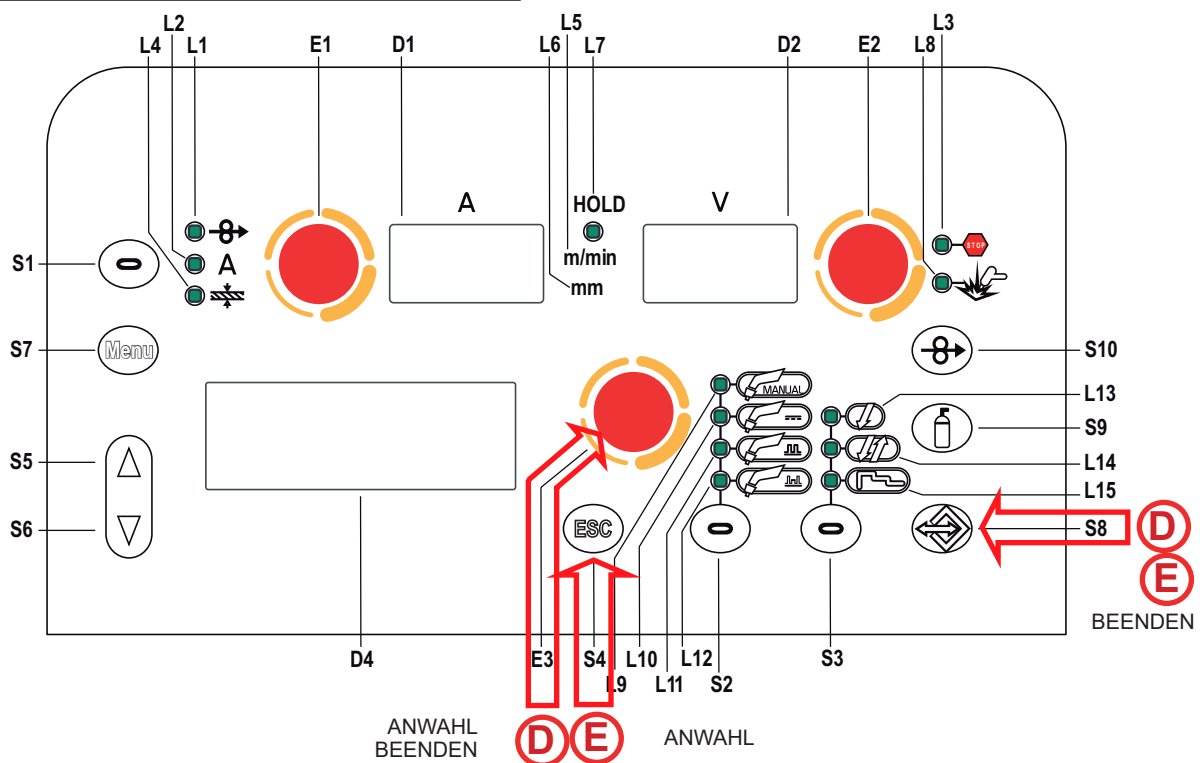 L2 L5 L3
L4 L1 E1 D1 L6 L7 D2 E2 L8
A HOLD V
STOP
m/min
S1 A
mm
S7 Menu S10
MANUAL L13
S9
S5 L14
L15
S6 ESC S8 D
E
BEENDEN
D4 E3 S4 L10 L12 S3
L9 L11 S2
ANWAHL
BEENDEN
D E ANWAHL